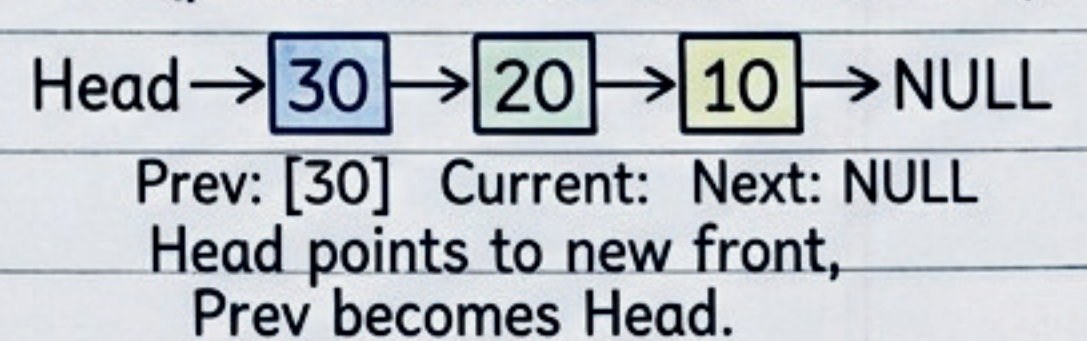 Head → 30 → 20 → 10 → NULL
Prev: [30] Current: Next: NULL
Head points to new front,
Prev becomes Head.